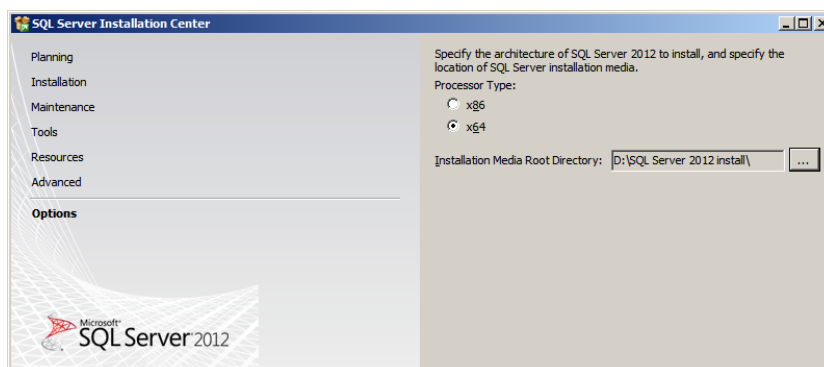 SQL Server Installation Center
Planning
Installation
Maintenance
Tools
Resources
Advanced
Options
Specify the architecture of SQL Server 2012 to install, and specify the
location of SQL Server installation media.
Processor Type:
x86
x64
Installation Media Root Directory: D:\SQL Server 2012 install\ ...
Microsoft®
SQL Server® 2012